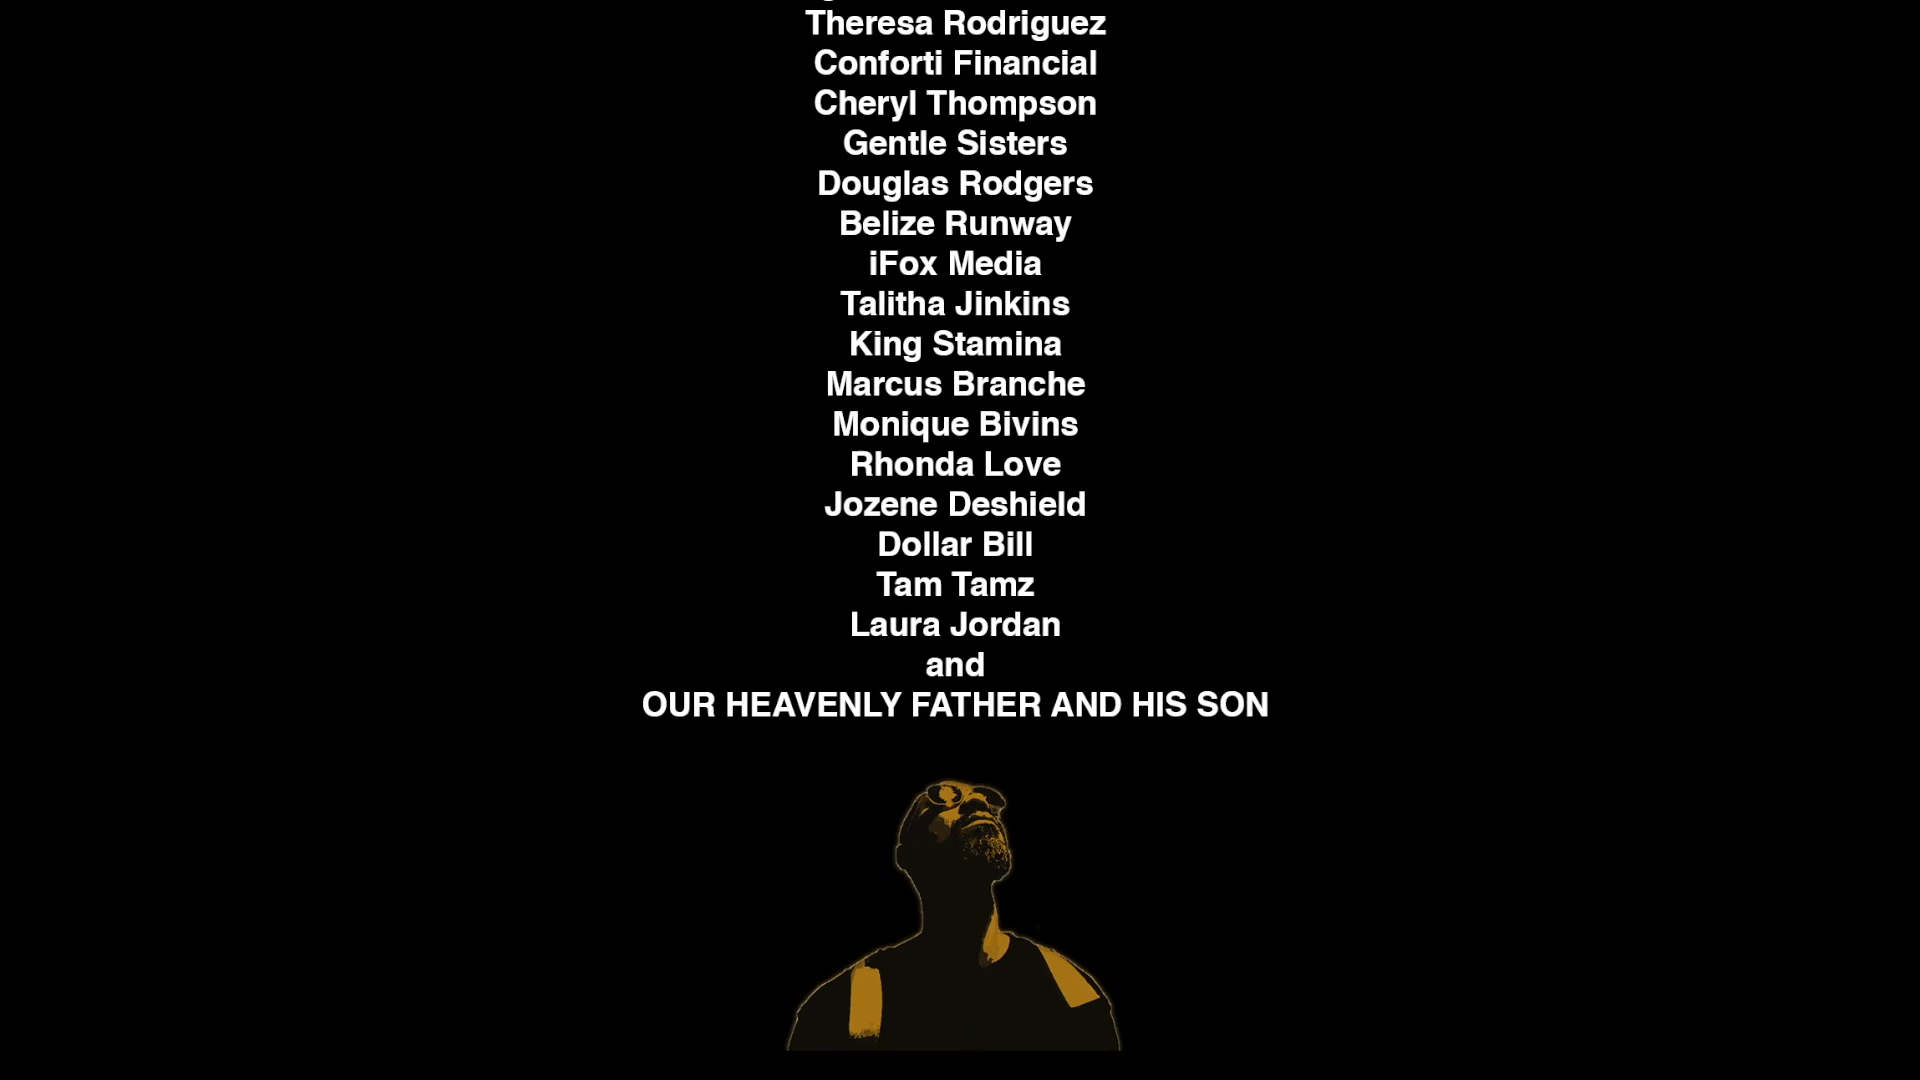 Theresa Rodriguez
Conforti Financial
Cheryl Thompson
Gentle Sisters
Douglas Rodgers
Belize Runway
iFox Media
Talitha Jinkins
King Stamina
Marcus Branche
Monique Bivins
Rhonda Love
Jozene Deshield
Dollar Bill
Tam Tamz
Laura Jordan
and
OUR HEAVENLY FATHER AND HIS SON